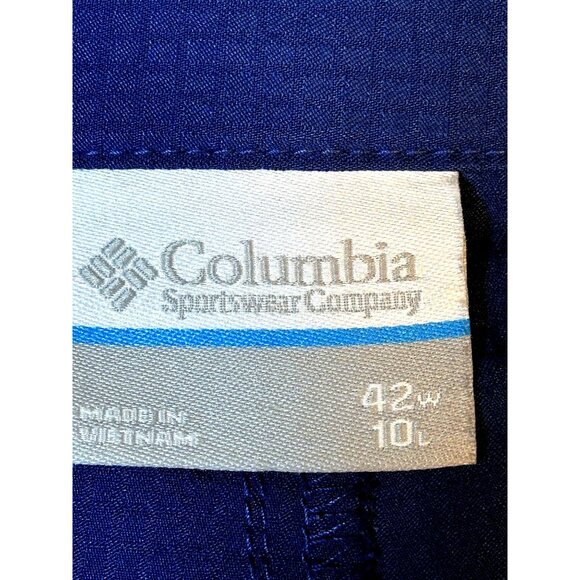 Columbia
Sportswear Company
42W
MADE IN
10L
VIETNAM